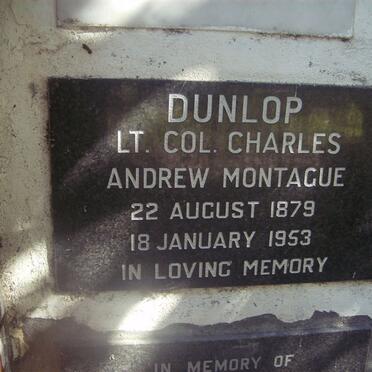 DUNLOP
LT. COL. CHARLES
ANDREW MONTAGUE
22 AUGUST 1879
18 JANUARY 1953
IN LOVING MEMORY
IN MEMORY OF